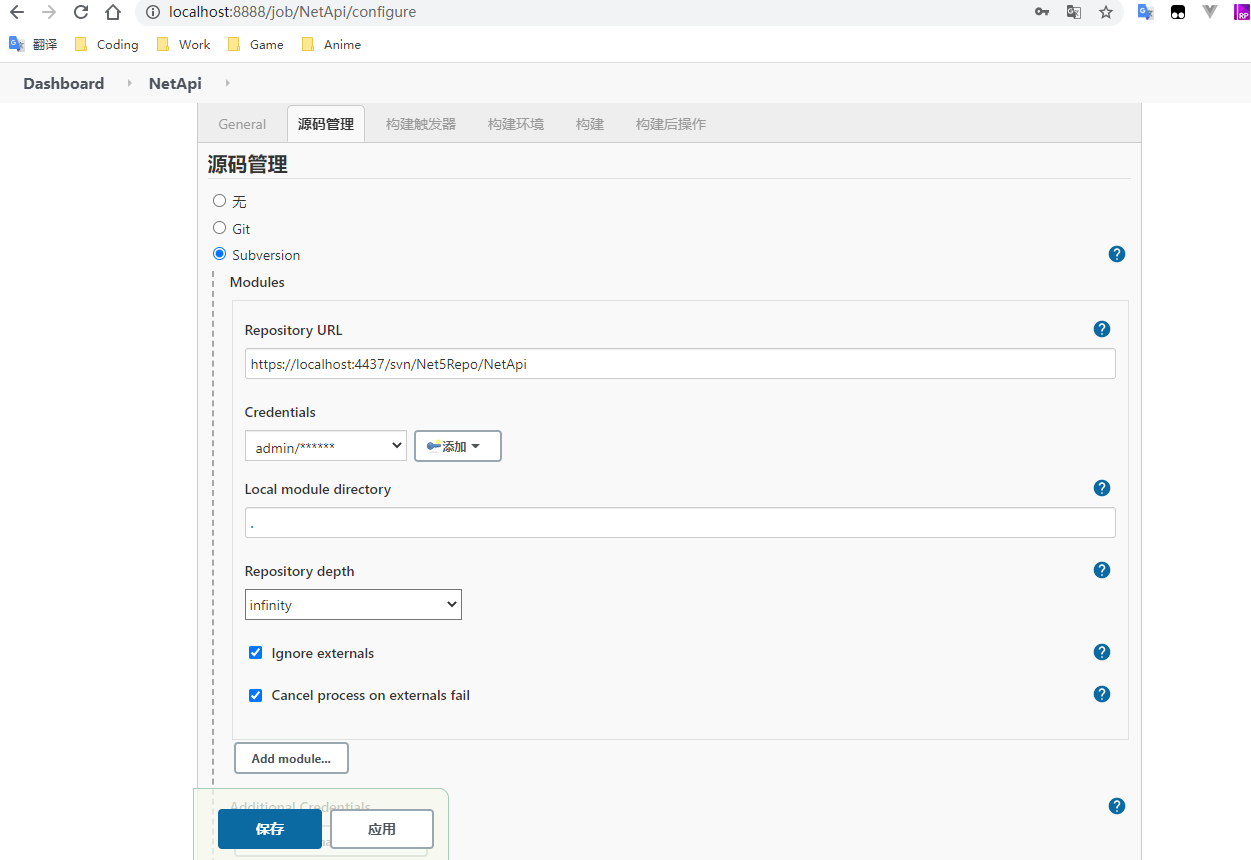 localhost:8888/job/NetApi/configure
翻译 Coding Work Game Anime
Dashboard NetApi
General 源码管理 构建触发器 构建环境 构建 构建后操作
源码管理
无
Git
Subversion
Modules
Repository URL
https://localhost:4437/svn/Net5Repo/NetApi
Credentials
admin/******
添加
Local module directory
.
Repository depth
infinity
Ignore externals
Cancel process on externals fail
Add module...
Additional Credentials
保存 应用